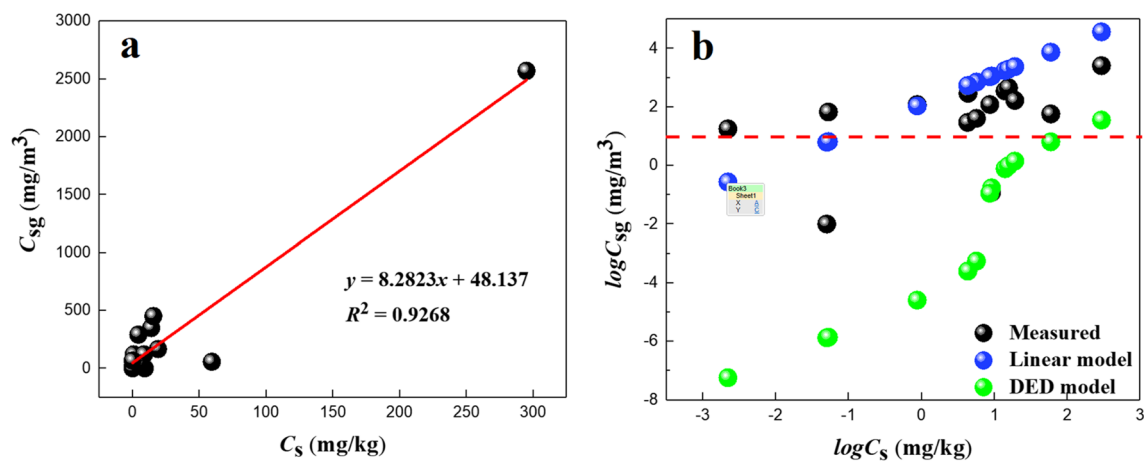 a
3000
2500
2000
1500
1000
500
0
Csg (mg/m3)
y = 8.2823x + 48.137
R2 = 0.9268
0 50 100 150 200 250 300
Cs (mg/kg)
b
4
2
0
-2
-4
-6
-8
logCsg (mg/m3)
Book3
Sheet1
X
Y
Measured
Linear model
DED model
-3 -2 -1 0 1 2 3
logCs (mg/kg)